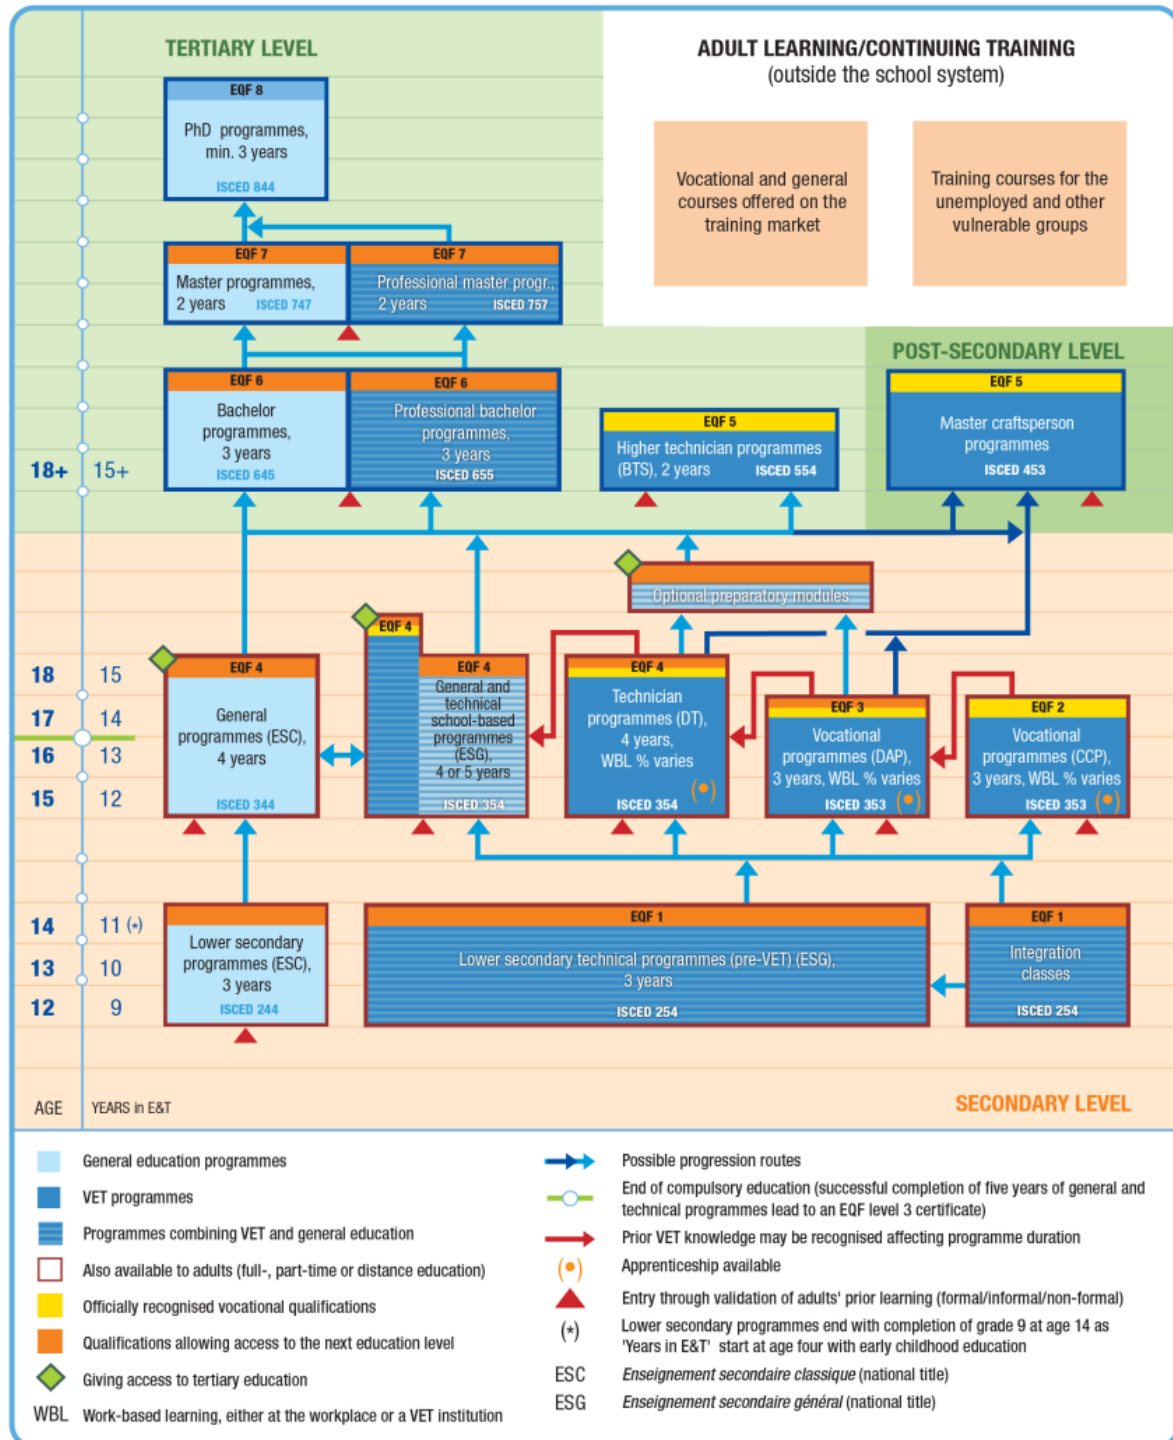 TERTIARY LEVEL
ADULT LEARNING/CONTINUING TRAINING
(outside the school system)
EQF 8
PhD programmes,
min. 3 years
ISCED 844
Vocational and general
courses offered on the
training market
Training courses for the
unemployed and other
vulnerable groups
EQF 7
Master programmes,
2 years ISCED 747
EQF 7
Professional master progr.,
2 years ISCED 757
POST-SECONDARY LEVEL
EQF 6
Bachelor
programmes,
3 years
ISCED 645
EQF 6
Professional bachelor
programmes,
3 years
ISCED 655
EQF 5
Higher technician programmes
(BTS), 2 years ISCED 554
EQF 5
Master craftsperson
programmes
ISCED 453
18+ 15+
Optional preparatory modules
18 15
17 14
16 13
15 12
EQF 4
General
programmes (ESC),
4 years
ISCED 344
EQF 4
EQF 4
General and
technical
school-based
programmes
(ESG),
4 or 5 years
ISCED 354
EQF 4
Technician
programmes (DT),
4 years,
WBL % varies
ISCED 354
EQF 3
Vocational
programmes (DAP),
3 years, WBL % varies
ISCED 353
EQF 2
Vocational
programmes (CCP),
3 years, WBL % varies
ISCED 353
14 11 (*)
13 10
12 9
Lower secondary
programmes (ESC),
3 years
ISCED 244
EQF 1
Lower secondary technical programmes (pre-VET) (ESG),
3 years
ISCED 254
EQF 1
Integration
classes
ISCED 254
AGE YEARS in E&T
SECONDARY LEVEL
General education programmes
VET programmes
Programmes combining VET and general education
Also available to adults (full-, part-time or distance education)
Officially recognised vocational qualifications
Qualifications allowing access to the next education level
Giving access to tertiary education
WBL Work-based learning, either at the workplace or a VET institution
Possible progression routes
End of compulsory education (successful completion of five years of general and
technical programmes lead to an EQF level 3 certificate)
Prior VET knowledge may be recognised affecting programme duration
Apprenticeship available
Entry through validation of adults' prior learning (formal/informal/non-formal)
(*) Lower secondary programmes end with completion of grade 9 at age 14 as
'Years in E&T' start at age four with early childhood education
ESC Enseignement secondaire classique (national title)
ESG Enseignement secondaire général (national title)